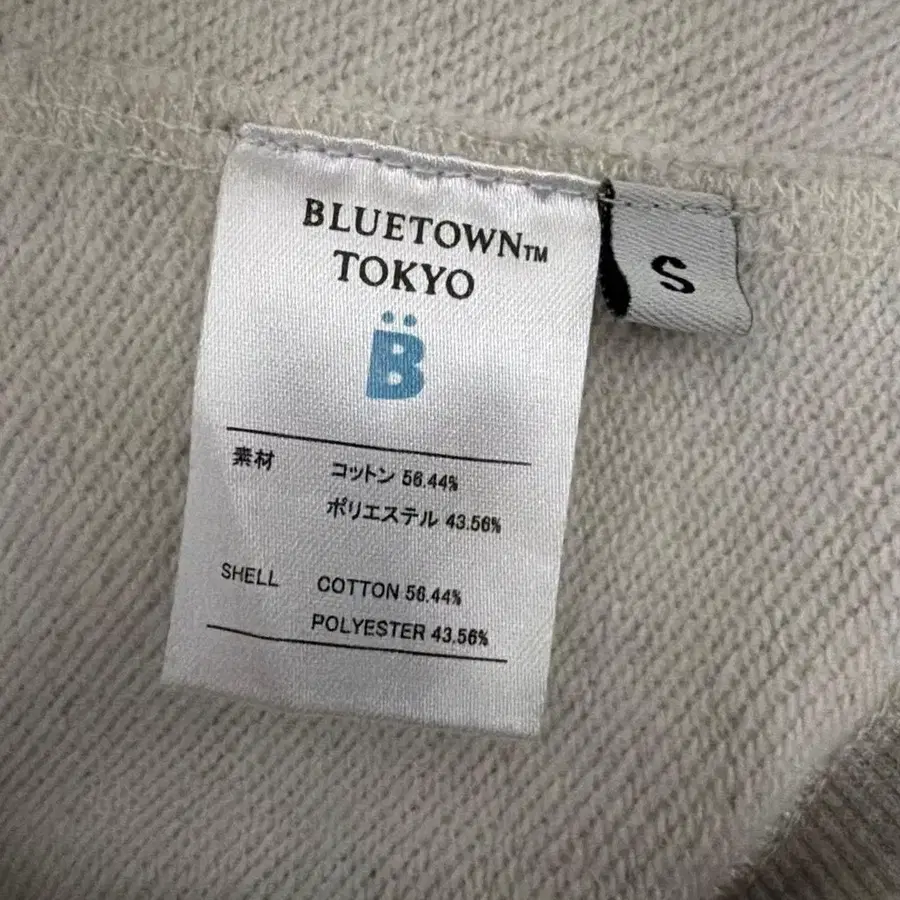 BLUETOWN™
TOKYO
B̈
S
素材 コットン 56.44%
ポリエステル 43.56%
SHELL COTTON 56.44%
POLYESTER 43.56%